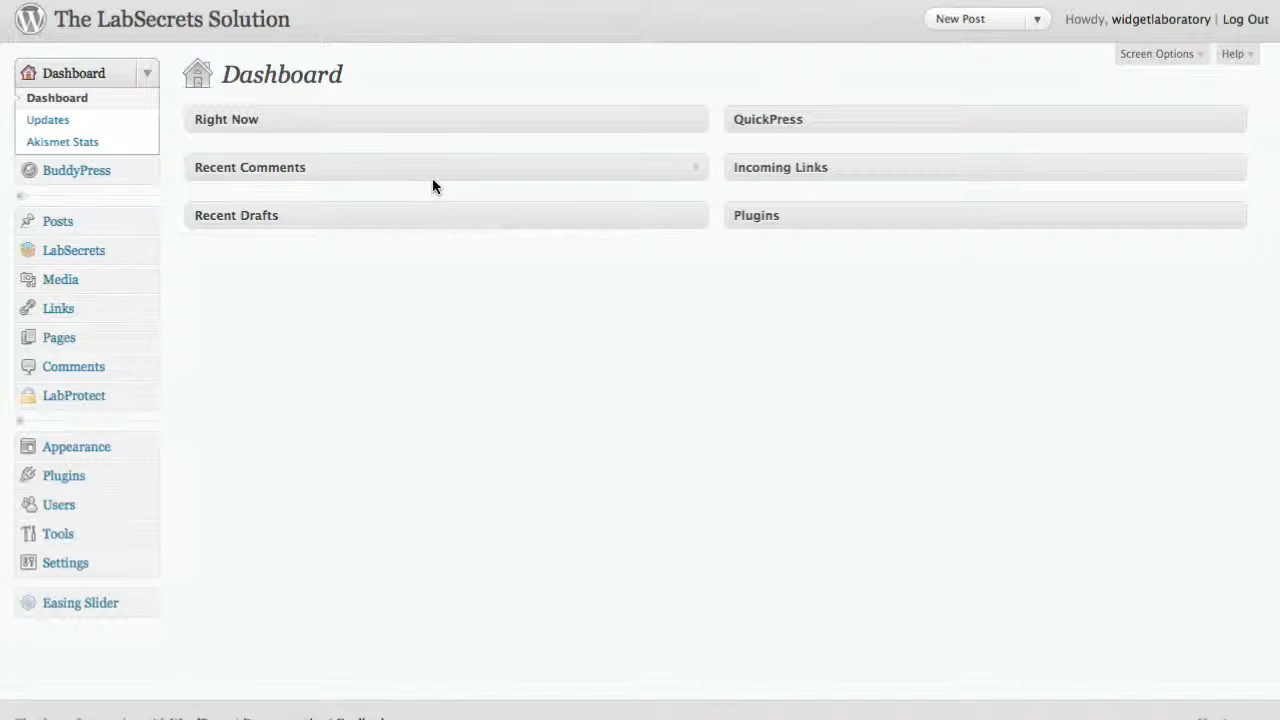 The LabSecrets Solution
New Post
Howdy, widgetlaboratory | Log Out
Screen Options
Help
Dashboard
Dashboard
Updates
Akismet Stats
BuddyPress
Posts
LabSecrets
Media
Links
Pages
Comments
LabProtect
Appearance
Plugins
Users
Tools
Settings
Easing Slider
Dashboard
Right Now
QuickPress
Recent Comments
Incoming Links
Recent Drafts
Plugins